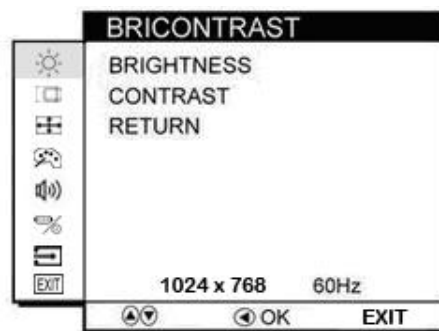 BRICONTRAST
BRIGHTNESS
CONTRAST
RETURN
EXIT
1024 x 768 60Hz
OK EXIT